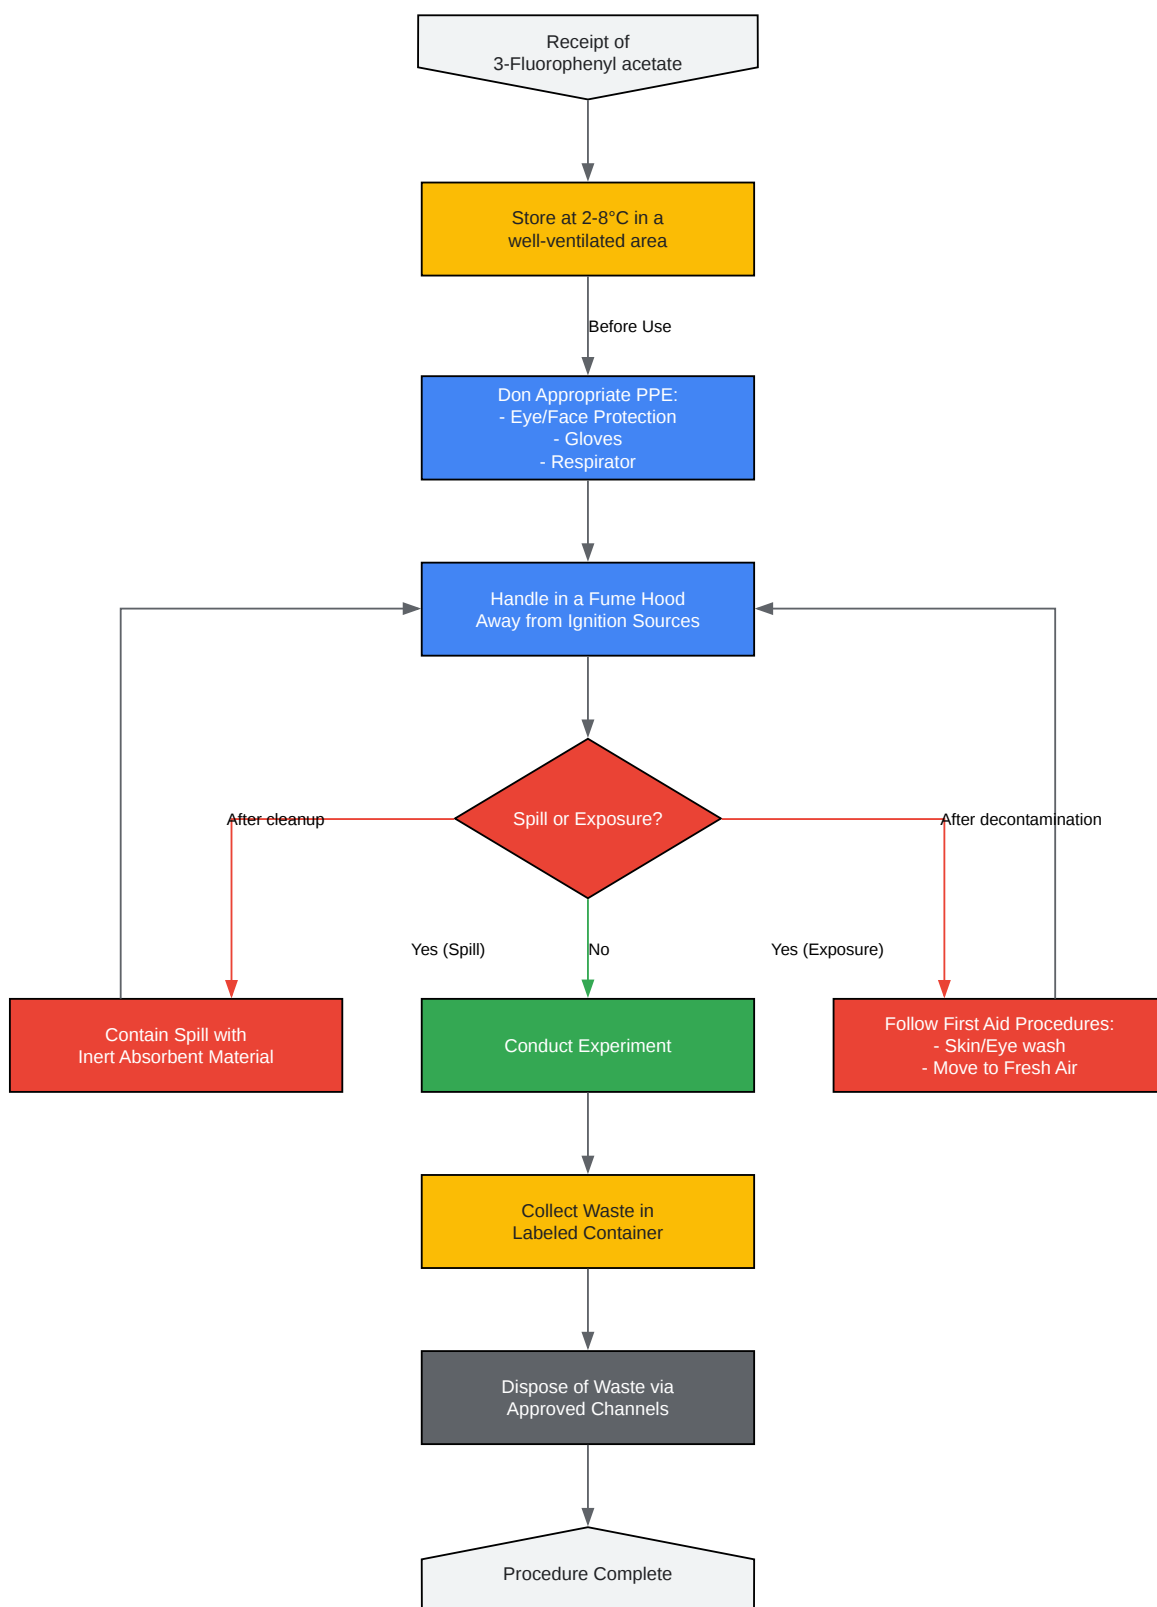 Receipt of
3-Fluorophenyl acetate
Store at 2-8°C in a
well-ventilated area
Before Use
Don Appropriate PPE:
- Eye/Face Protection
- Gloves
- Respirator
Handle in a Fume Hood
Away from Ignition Sources
After cleanup
Spill or Exposure?
After decontamination
Yes (Spill)
No
Yes (Exposure)
Contain Spill with
Inert Absorbent Material
Conduct Experiment
Follow First Aid Procedures:
- Skin/Eye wash
- Move to Fresh Air
Collect Waste in
Labeled Container
Dispose of Waste via
Approved Channels
Procedure Complete